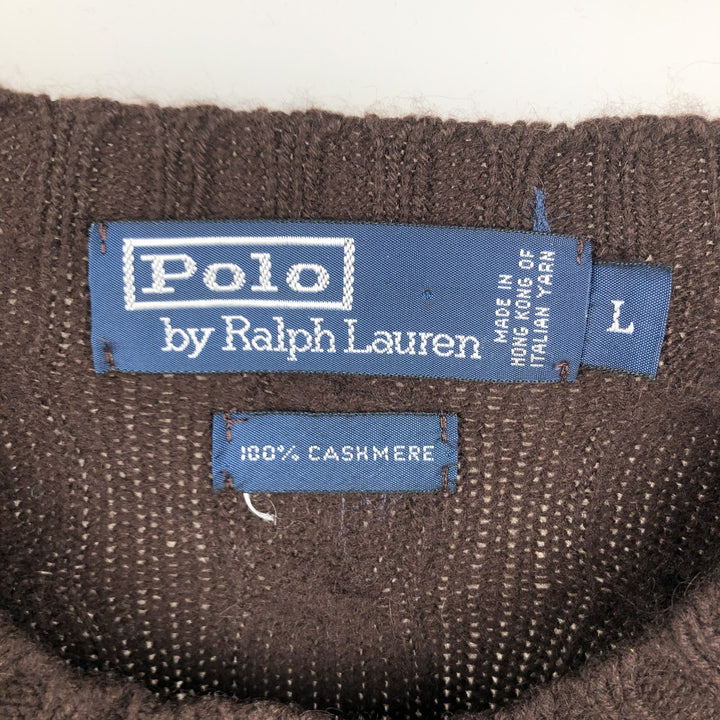 Polo
by Ralph Lauren
MADE IN
HONG KONG OF
ITALIAN YARN
L
100% CASHMERE